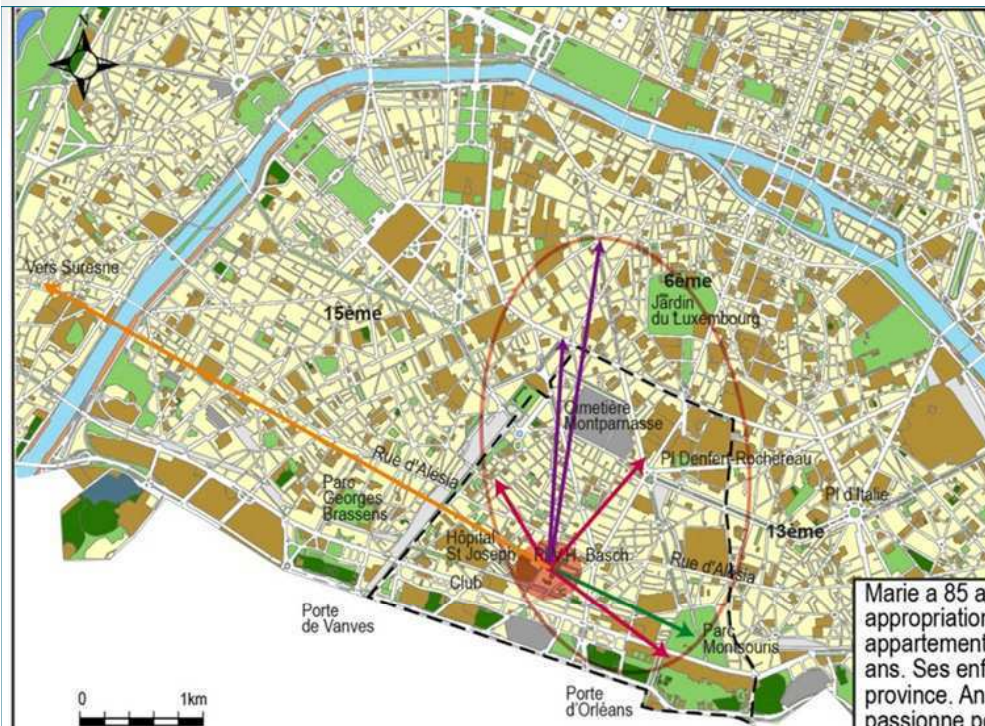 N
Vers Suresne
15ème
6ème
Jardin
du Luxembourg
Cimetière
Montparnasse
Rue d'Alesia
Pl Denfert-Rochereau
Parc
Georges
Brassens
Pl d'Italie
13ème
Hôpital
St Joseph
H. Basch
Rue d'Alesia
Club
Porte
de Vanves
Parc
Montsouris
Porte
d'Orléans
0 1km
Marie a 85 a
appropriation
appartement
ans. Ses enf
province. An
passionne p